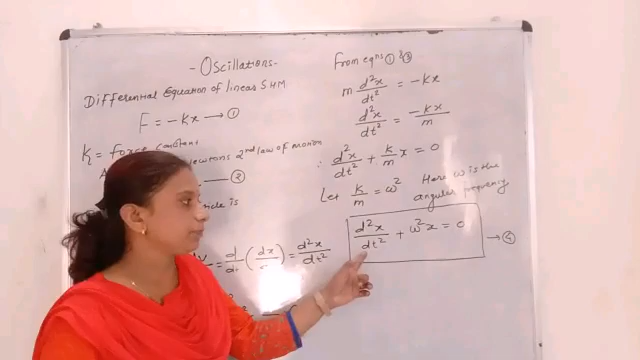 - Oscillations -
Differential Equation of linear SHM
F = -Kx → ①
K = force constant
Newtons 2nd law of motion
→ ②
is
= d/dt (dx/ ) = d²x/dt²
From eqns ① & ③
m d²x/dt² = -Kx
d²x/dt² = -Kx/m
∴ d²x/dt² + K/m x = 0
Let K/m = ω² Here ω is the
angular frequency
d²x/dt² + ω²x = 0 → ④